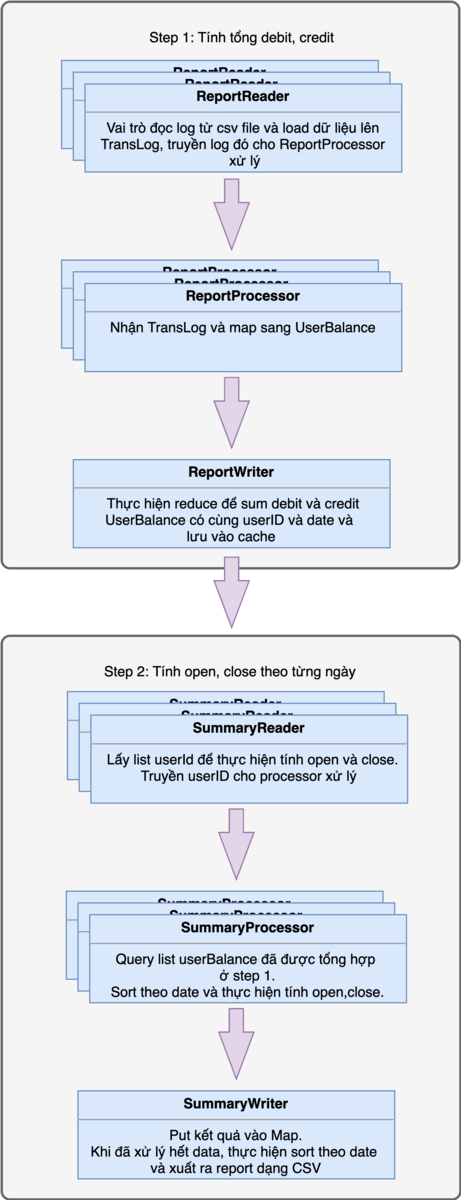 Step 1: Tính tổng debit, credit
ReportReader
ReportReader
ReportReader
Vai trò đọc log từ csv file và load dữ liệu lên
TransLog, truyền log đó cho ReportProcessor
xử lý
ReportProcessor
ReportProcessor
ReportProcessor
Nhận TransLog và map sang UserBalance
ReportWriter
Thực hiện reduce để sum debit và credit
UserBalance có cùng userID và date và
lưu vào cache
Step 2: Tính open, close theo từng ngày
SummaryReader
SummaryReader
SummaryReader
Lấy list userId để thực hiện tính open và close.
Truyền userID cho processor xử lý
SummaryProcessor
SummaryProcessor
SummaryProcessor
Query list userBalance đã được tổng hợp
ở step 1.
Sort theo date và thực hiện tính open,close.
SummaryWriter
Put kết quả vào Map.
Khi đã xử lý hết data, thực hiện sort theo date
và xuất ra report dạng CSV